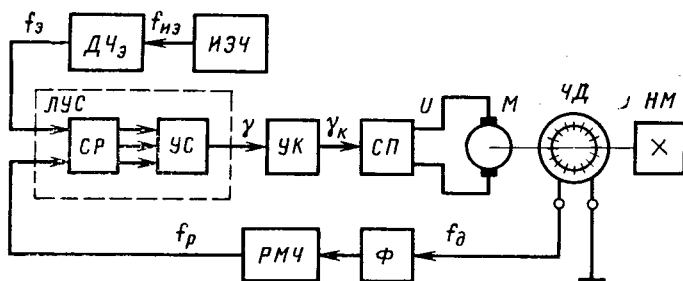 fэ
ДЧэ
fиэ
ИЭЧ
ЛУС
СР
УС
γ
УК
γк
СП
U
М
ЧД
НМ
×
fр
РМЧ
Ф
fд